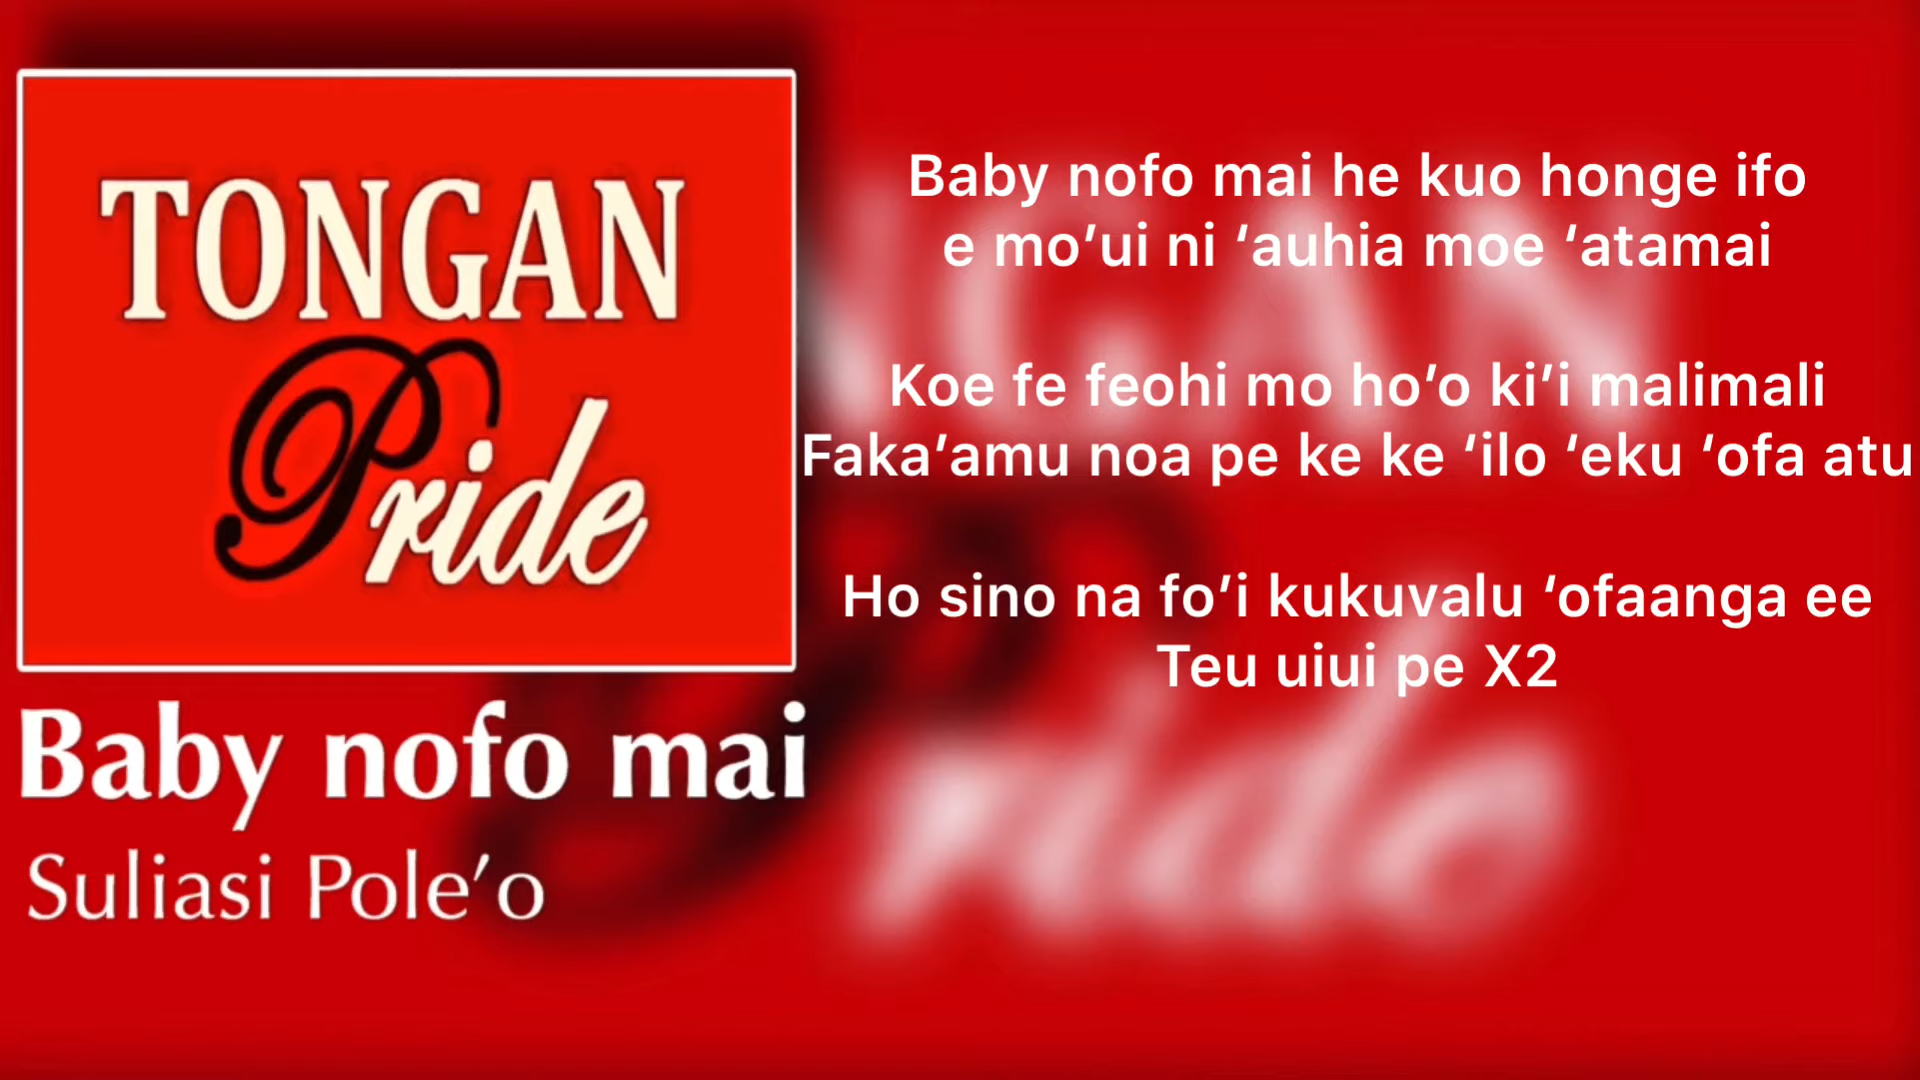 TONGAN
Pride
Baby nofo mai
Suliasi Pole’o
Baby nofo mai he kuo honge ifo
e mo’ui ni ‘auhia moe ‘atamai
Koe fe feohi mo ho’o ki’i malimali
Faka’amu noa pe ke ke ‘ilo ‘eku ‘ofa atu
Ho sino na fo’i kukuvalu ‘ofaanga ee
Teu uiui pe X2